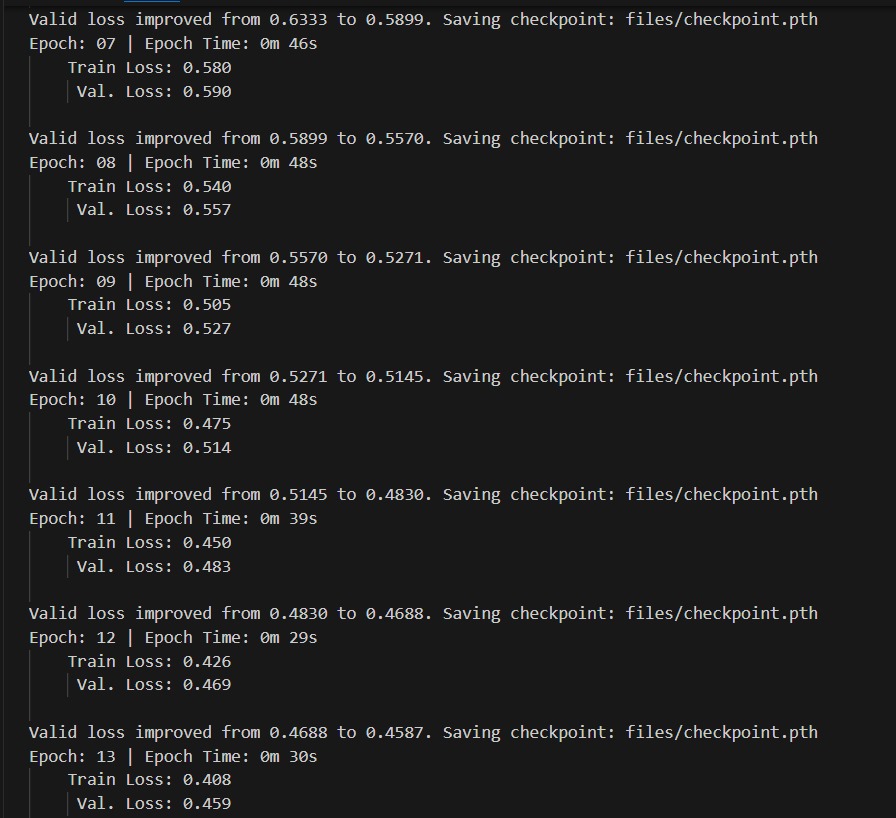 Valid loss improved from 0.6333 to 0.5899. Saving checkpoint: files/checkpoint.pth
Epoch: 07 | Epoch Time: 0m 46s
Train Loss: 0.580
Val. Loss: 0.590
Valid loss improved from 0.5899 to 0.5570. Saving checkpoint: files/checkpoint.pth
Epoch: 08 | Epoch Time: 0m 48s
Train Loss: 0.540
Val. Loss: 0.557
Valid loss improved from 0.5570 to 0.5271. Saving checkpoint: files/checkpoint.pth
Epoch: 09 | Epoch Time: 0m 48s
Train Loss: 0.505
Val. Loss: 0.527
Valid loss improved from 0.5271 to 0.5145. Saving checkpoint: files/checkpoint.pth
Epoch: 10 | Epoch Time: 0m 48s
Train Loss: 0.475
Val. Loss: 0.514
Valid loss improved from 0.5145 to 0.4830. Saving checkpoint: files/checkpoint.pth
Epoch: 11 | Epoch Time: 0m 39s
Train Loss: 0.450
Val. Loss: 0.483
Valid loss improved from 0.4830 to 0.4688. Saving checkpoint: files/checkpoint.pth
Epoch: 12 | Epoch Time: 0m 29s
Train Loss: 0.426
Val. Loss: 0.469
Valid loss improved from 0.4688 to 0.4587. Saving checkpoint: files/checkpoint.pth
Epoch: 13 | Epoch Time: 0m 30s
Train Loss: 0.408
Val. Loss: 0.459